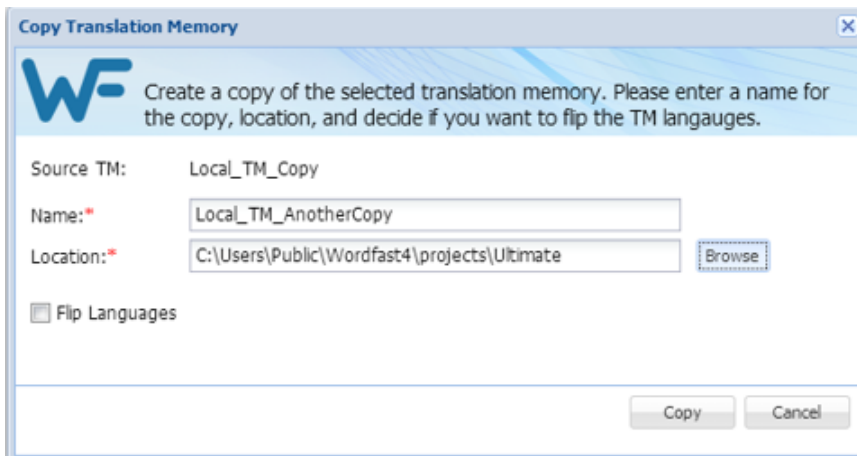 Copy Translation Memory
WF
Create a copy of the selected translation memory. Please enter a name for
the copy, location, and decide if you want to flip the TM langauges.
Source TM: Local_TM_Copy
Name:* Local_TM_AnotherCopy
Location:* C:\Users\Public\Wordfast4\projects\Ultimate Browse
Flip Languages
Copy Cancel